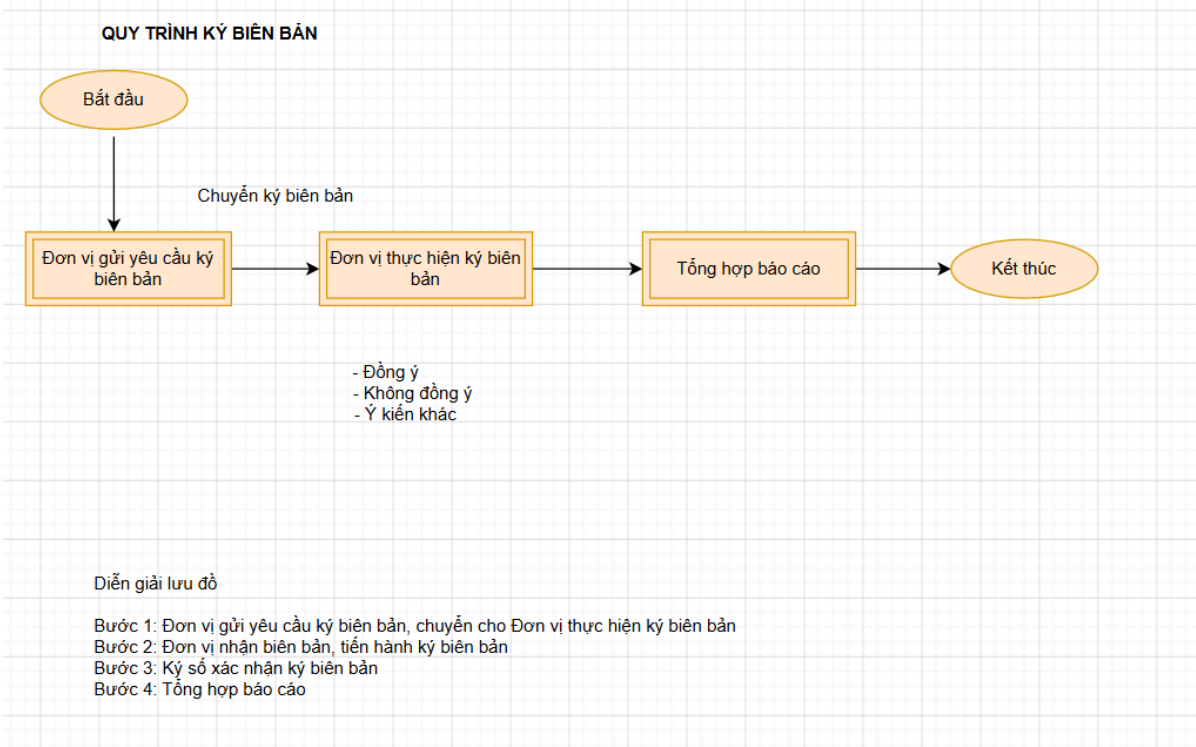 QUY TRÌNH KÝ BIÊN BẢN
Bắt đầu
Chuyển ký biên bản
Đơn vị gửi yêu cầu ký
biên bản
Đơn vị thực hiện ký biên
bản
Tổng hợp báo cáo
Kết thúc
- Đồng ý
- Không đồng ý
- Ý kiến khác
Diễn giải lưu đồ
Bước 1: Đơn vị gửi yêu cầu ký biên bản, chuyển cho Đơn vị thực hiện ký biên bản
Bước 2: Đơn vị nhận biên bản, tiến hành ký biên bản
Bước 3: Ký số xác nhận ký biên bản
Bước 4: Tổng hợp báo cáo